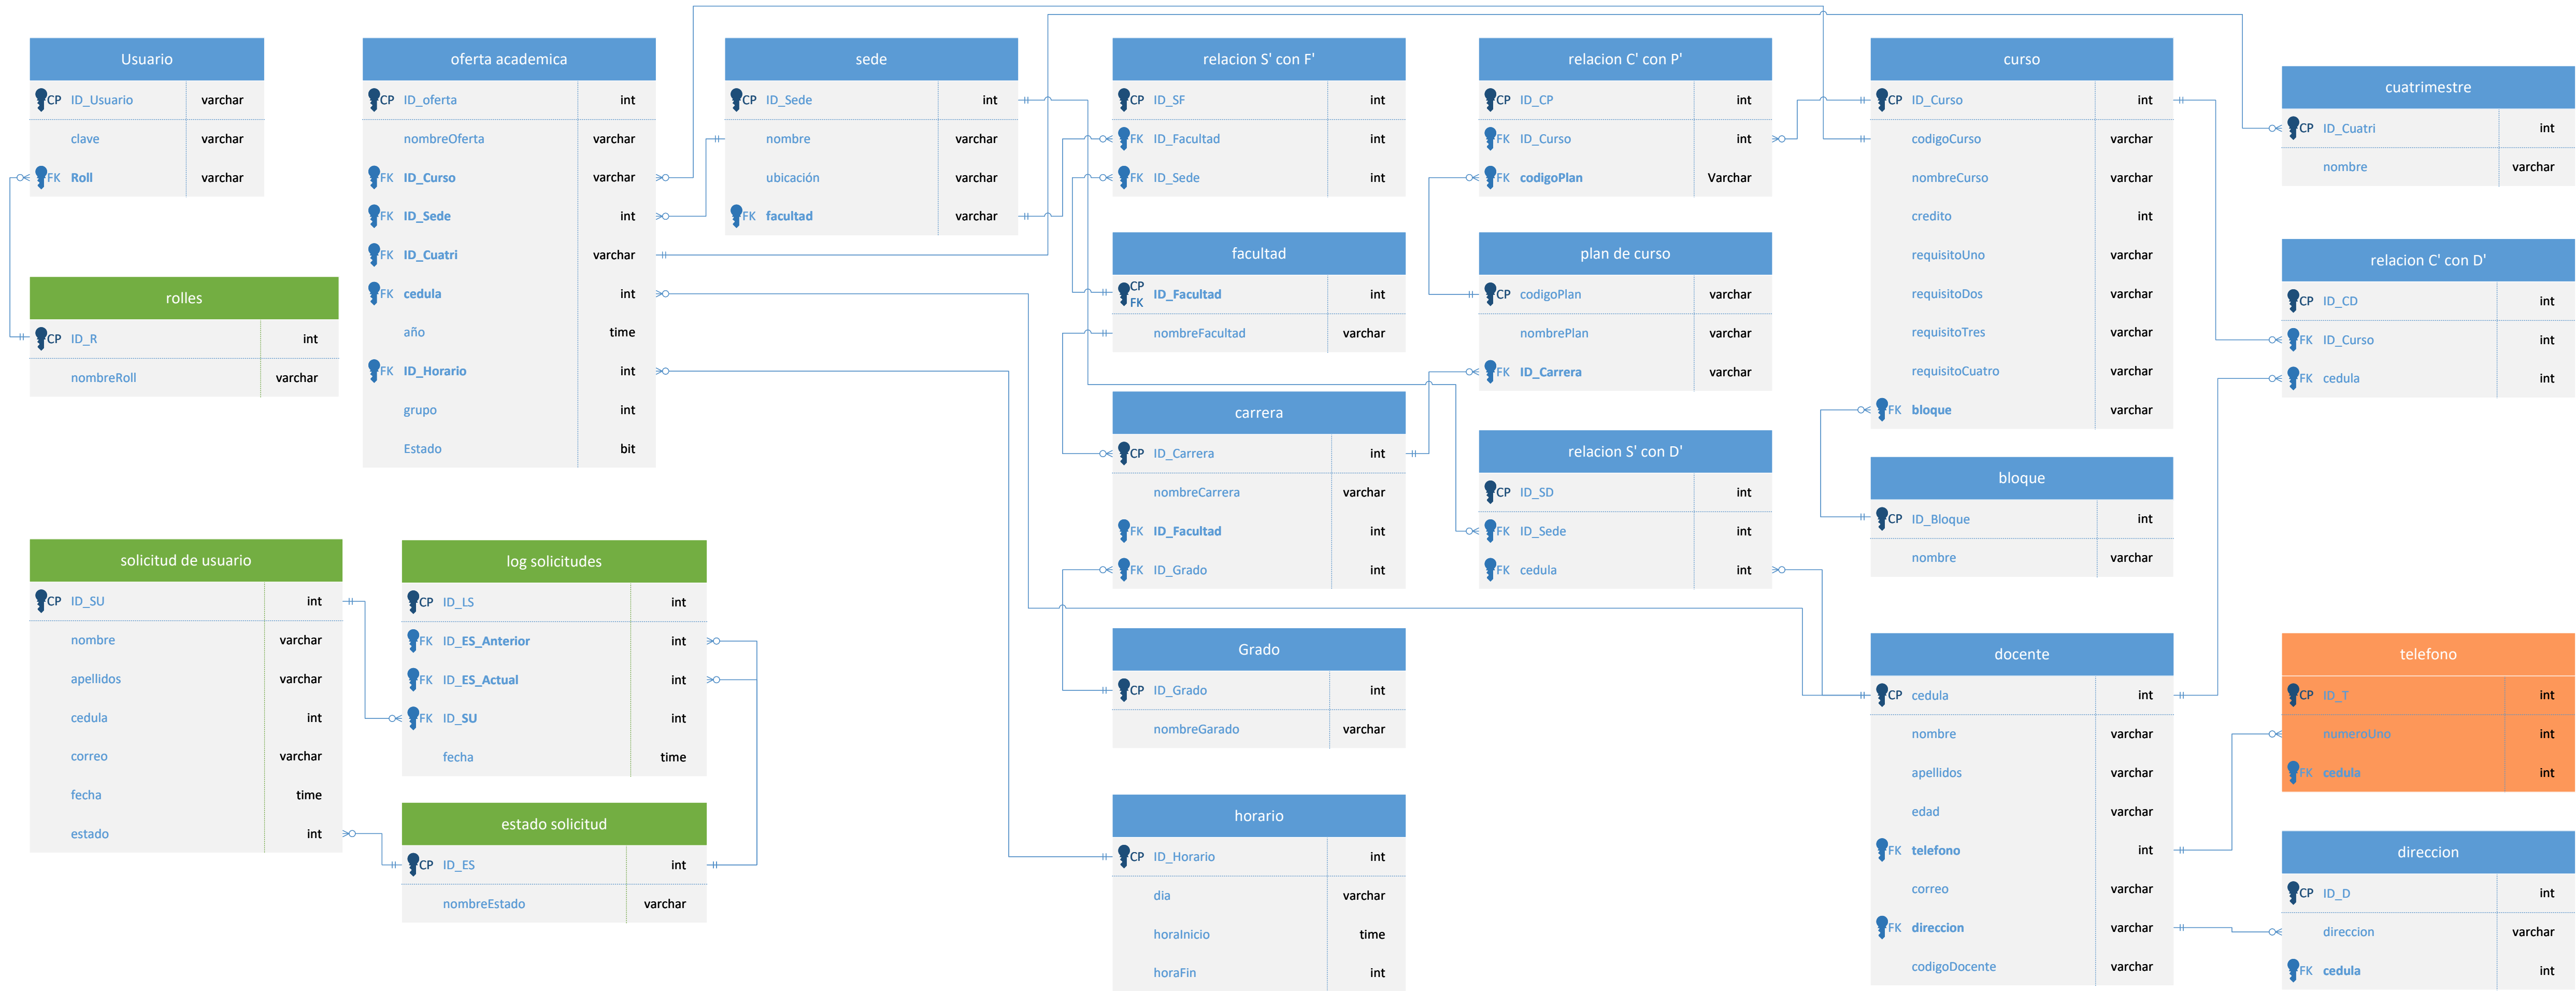 Usuario
CP ID_Usuario varchar
clave varchar
FK Roll varchar
rolles
CP ID_R int
nombreRoll varchar
oferta academica
CP ID_oferta int
nombreOferta varchar
FK ID_Curso varchar
FK ID_Sede int
FK ID_Cuatri varchar
FK cedula int
año time
FK ID_Horario int
grupo int
Estado bit
sede
CP ID_Sede int
nombre varchar
ubicación varchar
FK facultad varchar
relacion S' con F'
CP ID_SF int
FK ID_Facultad int
FK ID_Sede int
facultad
CP
FK ID_Facultad int
nombreFacultad varchar
carrera
CP ID_Carrera int
nombreCarrera varchar
FK ID_Facultad int
FK ID_Grado int
Grado
CP ID_Grado int
nombreGarado varchar
horario
CP ID_Horario int
dia varchar
horaInicio time
horaFin int
relacion C' con P'
CP ID_CP int
FK ID_Curso int
FK codigoPlan Varchar
plan de curso
CP codigoPlan varchar
nombrePlan varchar
FK ID_Carrera varchar
relacion S' con D'
CP ID_SD int
FK ID_Sede int
FK cedula int
curso
CP ID_Curso int
codigoCurso varchar
nombreCurso varchar
credito int
requisitoUno varchar
requisitoDos varchar
requisitoTres varchar
requisitoCuatro varchar
FK bloque varchar
bloque
CP ID_Bloque int
nombre varchar
docente
CP cedula int
nombre varchar
apellidos varchar
edad varchar
FK telefono int
correo varchar
FK direccion varchar
codigoDocente varchar
cuatrimestre
CP ID_Cuatri int
nombre varchar
relacion C' con D'
CP ID_CD int
FK ID_Curso int
FK cedula int
telefono
CP ID_T int
numeroUno int
FK cedula int
direccion
CP ID_D int
direccion varchar
FK cedula int
solicitud de usuario
CP ID_SU int
nombre varchar
apellidos varchar
cedula int
correo varchar
fecha time
estado int
log solicitudes
CP ID_LS int
FK ID_ES_Anterior int
FK ID_ES_Actual int
FK ID_SU int
fecha time
estado solicitud
CP ID_ES int
nombreEstado varchar